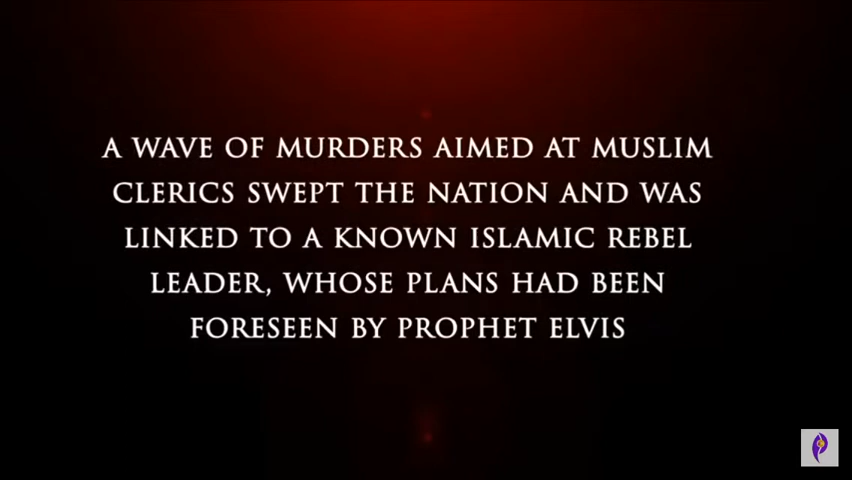 A WAVE OF MURDERS AIMED AT MUSLIM
CLERICS SWEPT THE NATION AND WAS
LINKED TO A KNOWN ISLAMIC REBEL
LEADER, WHOSE PLANS HAD BEEN
FORESEEN BY PROPHET ELVIS